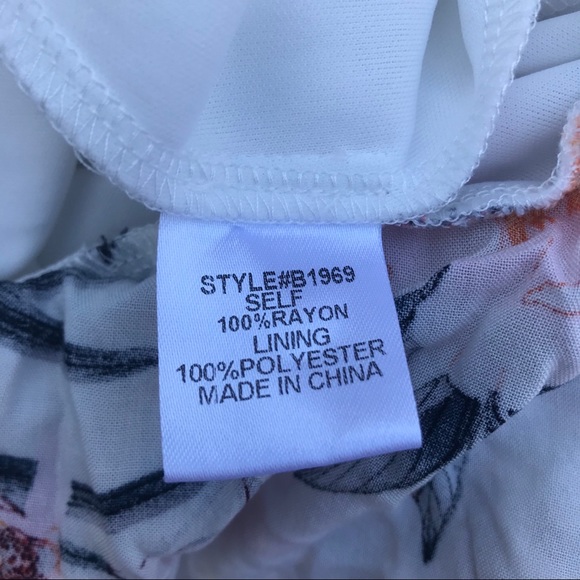 STYLE#B1969
SELF
100%RAYON
LINING
100%POLYESTER
MADE IN CHINA